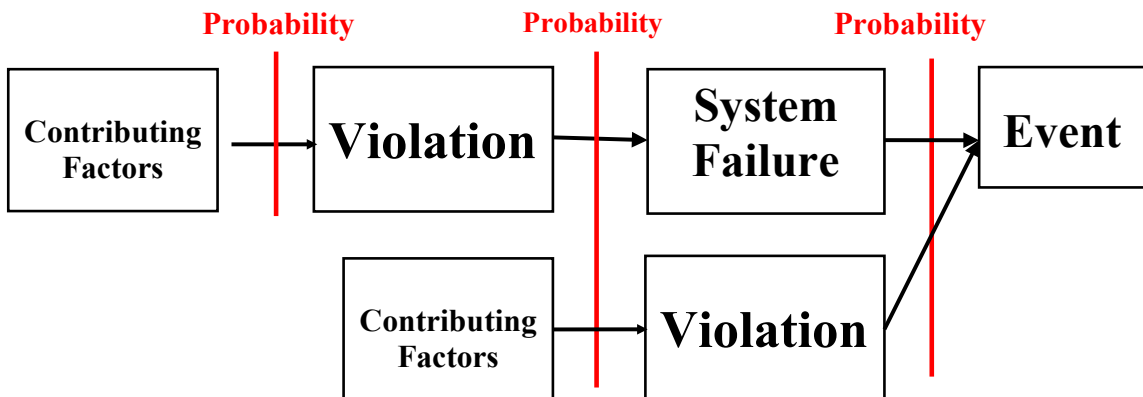 Probability
Probability
Probability
Contributing
Factors
Violation
System
Failure
Event
Contributing
Factors
Violation